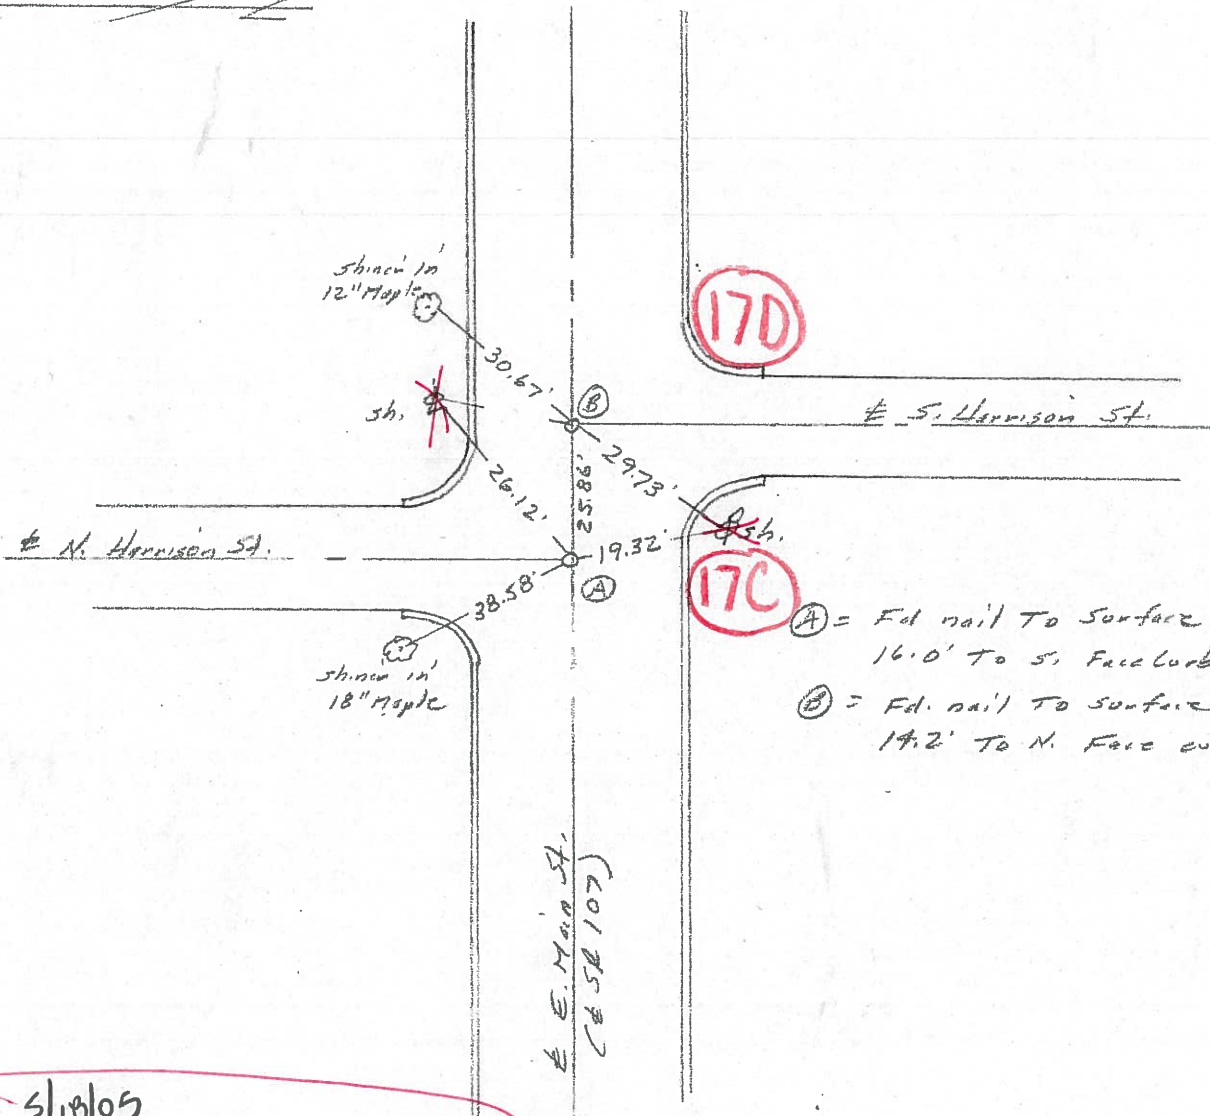 shiner in
12" Maple
17D
30.67'
B
℄ S. Harrison St.
sh.
29.73'
26.12'
25.86'
sh.
℄ N. Harrison St.
19.32'
38.58'
A
17C
A = Fd nail To Surface
16.0' To S. Face Curb
shiner in
18" Maple
B = Fd. nail To Surface
14.2' To N. Face cu
℄ E. Main St.
(℄ SR 107)
5/18/05